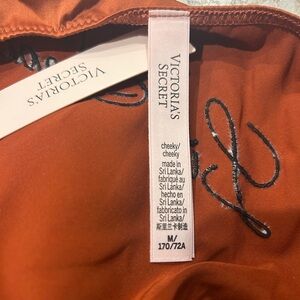 VICTORIA'S
SECRET
VICTORIA'S
SECRET
cheeky/
cheeky
made in
Sri Lanka/
fabriqué au
Sri Lanka/
hecho en
Sri Lanka/
fabbricato in
Sri Lanka/
斯里兰卡制造
M/
170/72A